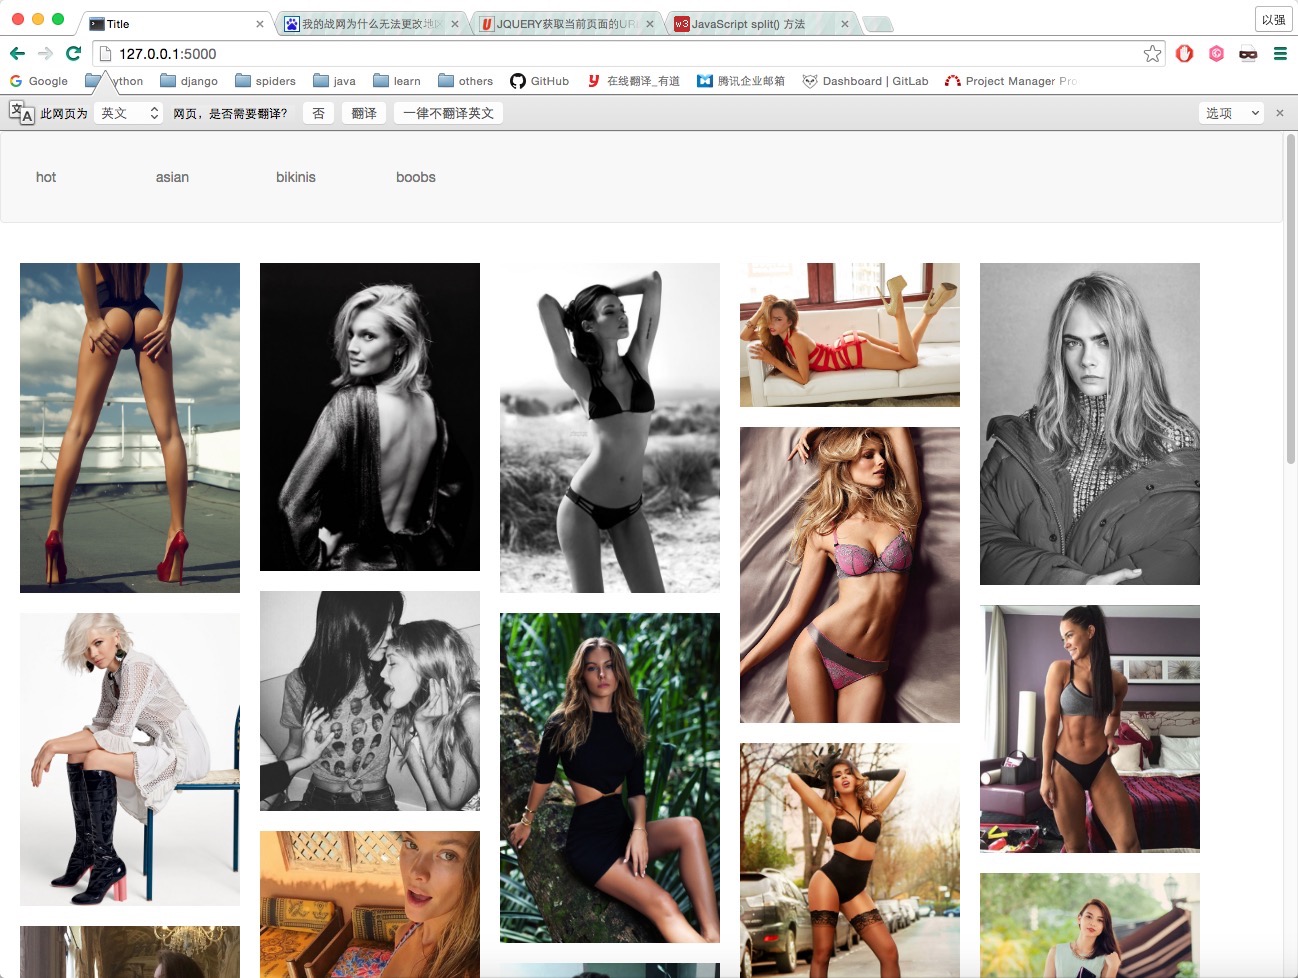 Title
我的战网为什么无法更改地
JQUERY获取当前页面的UR
w3 JavaScript split() 方法
以强
127.0.0.1:5000
Google
ython
django
spiders
java
learn
others
GitHub
在线翻译_有道
腾讯企业邮箱
Dashboard | GitLab
Project Manager Pro
此网页为 英文 网页，是否需要翻译? 否 翻译 一律不翻译英文 选项
hot
asian
bikinis
boobs